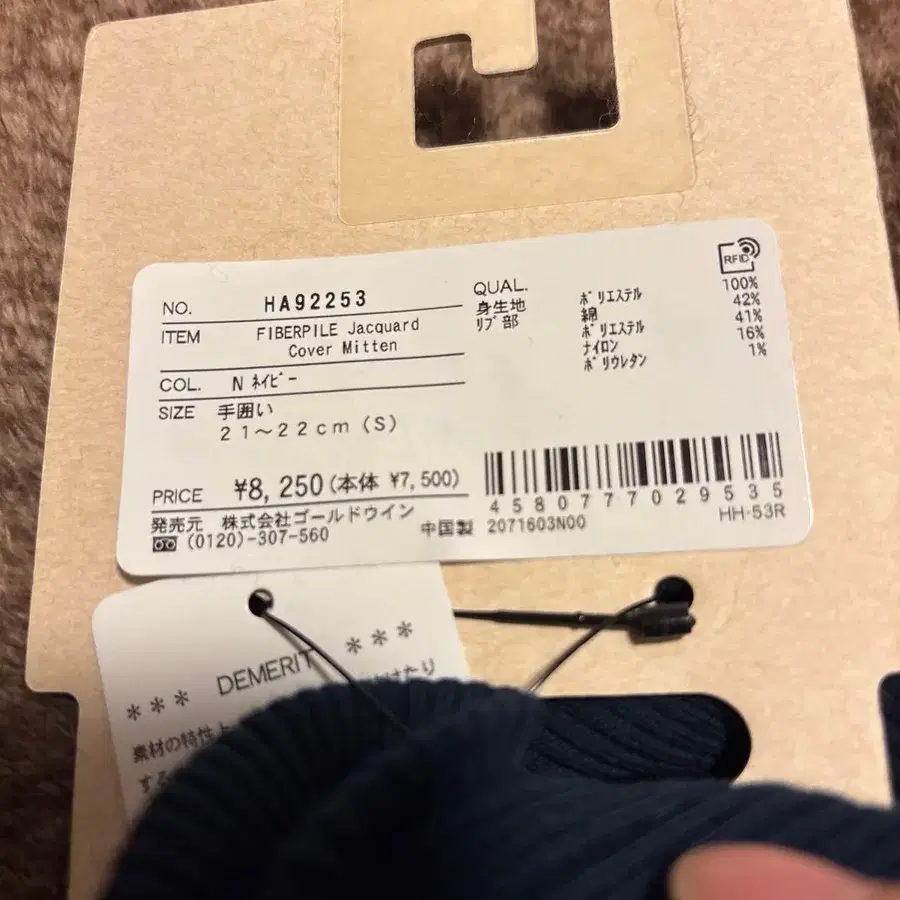 RFID
NO. HA92253
ITEM FIBERPILE Jacquard
Cover Mitten
COL. N ネイビー
SIZE 手囲い
21～22cm(S)
QUAL.
身生地 ポリエステル 100%
リブ部 綿 42%
ポリエステル 41%
ナイロン 16%
ポリウレタン 1%
PRICE ¥8,250(本体 ¥7,500)
発売元 株式会社ゴールドウイン
(0120)-307-560
中国製
4580777029535
2071603N00
HH-53R
*** DEMERIT ***
素材の特性上
する